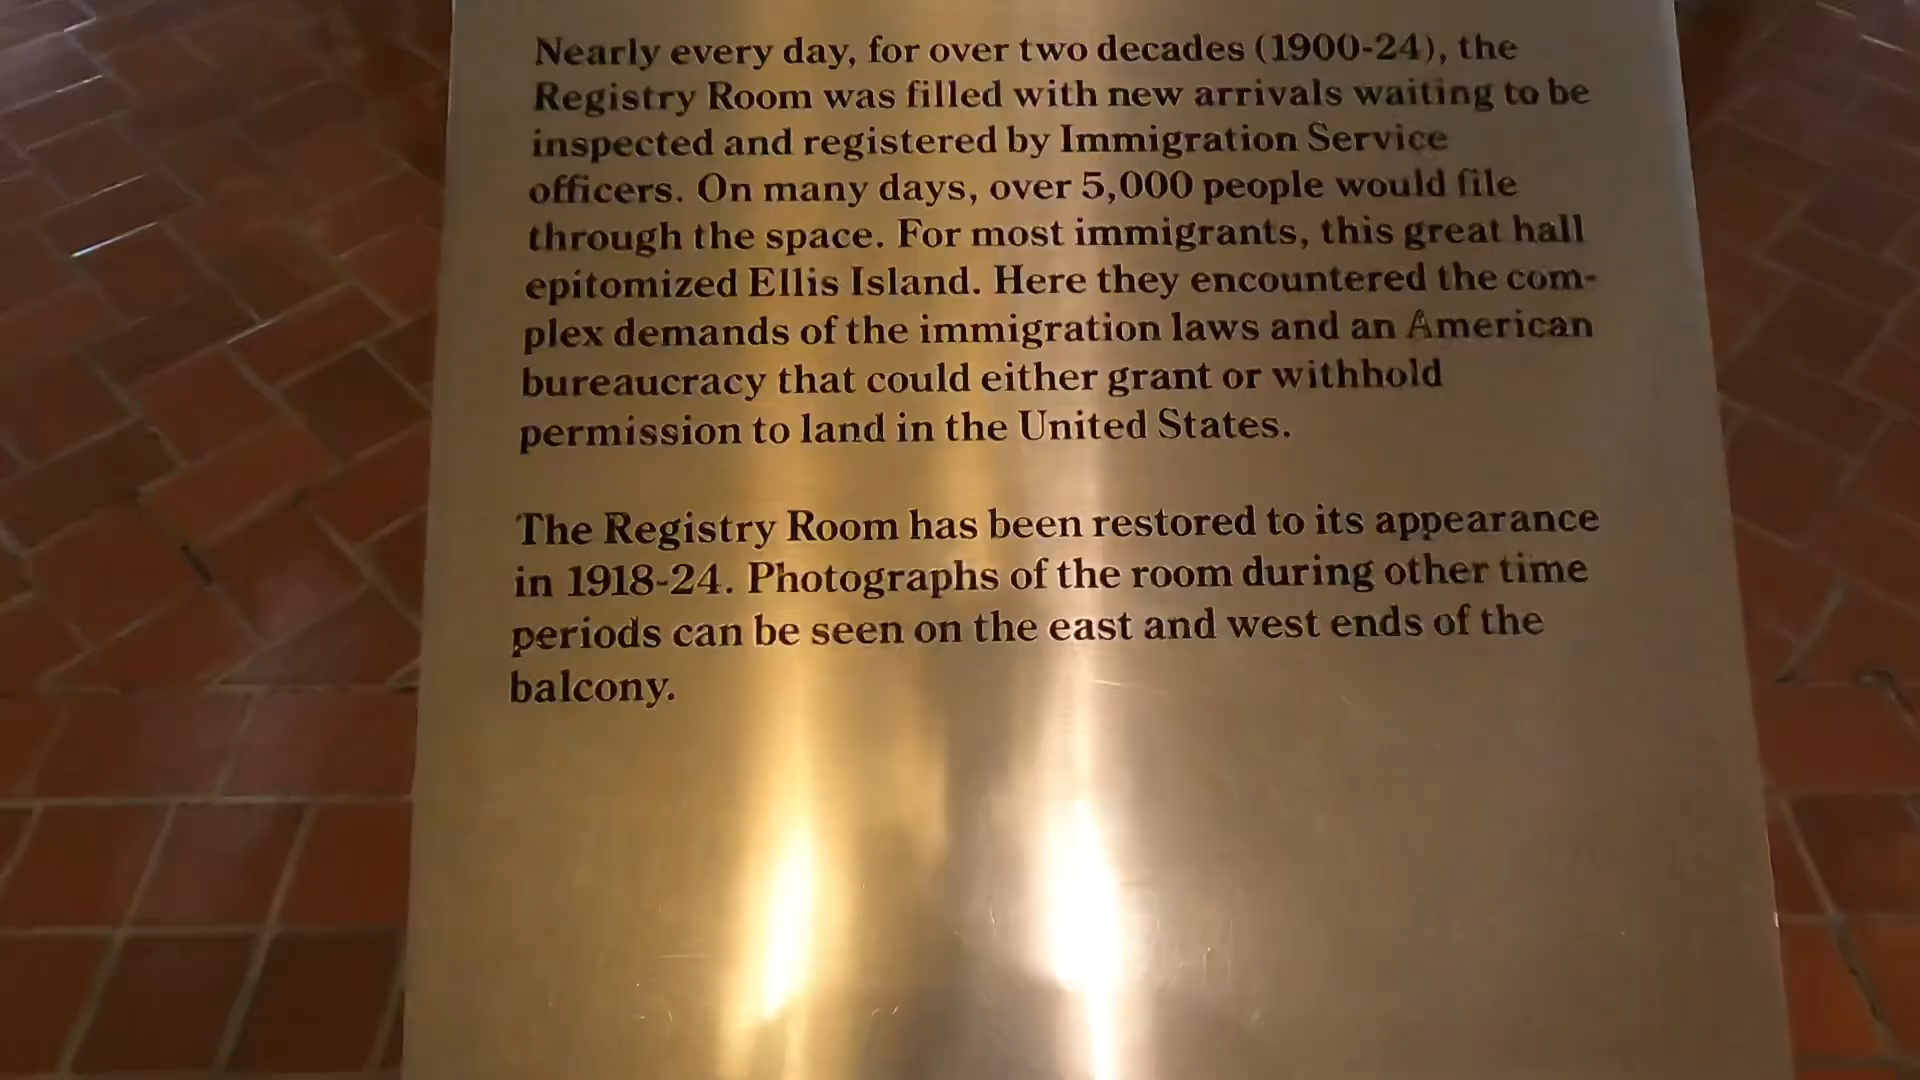 Nearly every day, for over two decades (1900-24), the
Registry Room was filled with new arrivals waiting to be
inspected and registered by Immigration Service
officers. On many days, over 5,000 people would file
through the space. For most immigrants, this great hall
epitomized Ellis Island. Here they encountered the com-
plex demands of the immigration laws and an American
bureaucracy that could either grant or withhold
permission to land in the United States.
The Registry Room has been restored to its appearance
in 1918-24. Photographs of the room during other time
periods can be seen on the east and west ends of the
balcony.